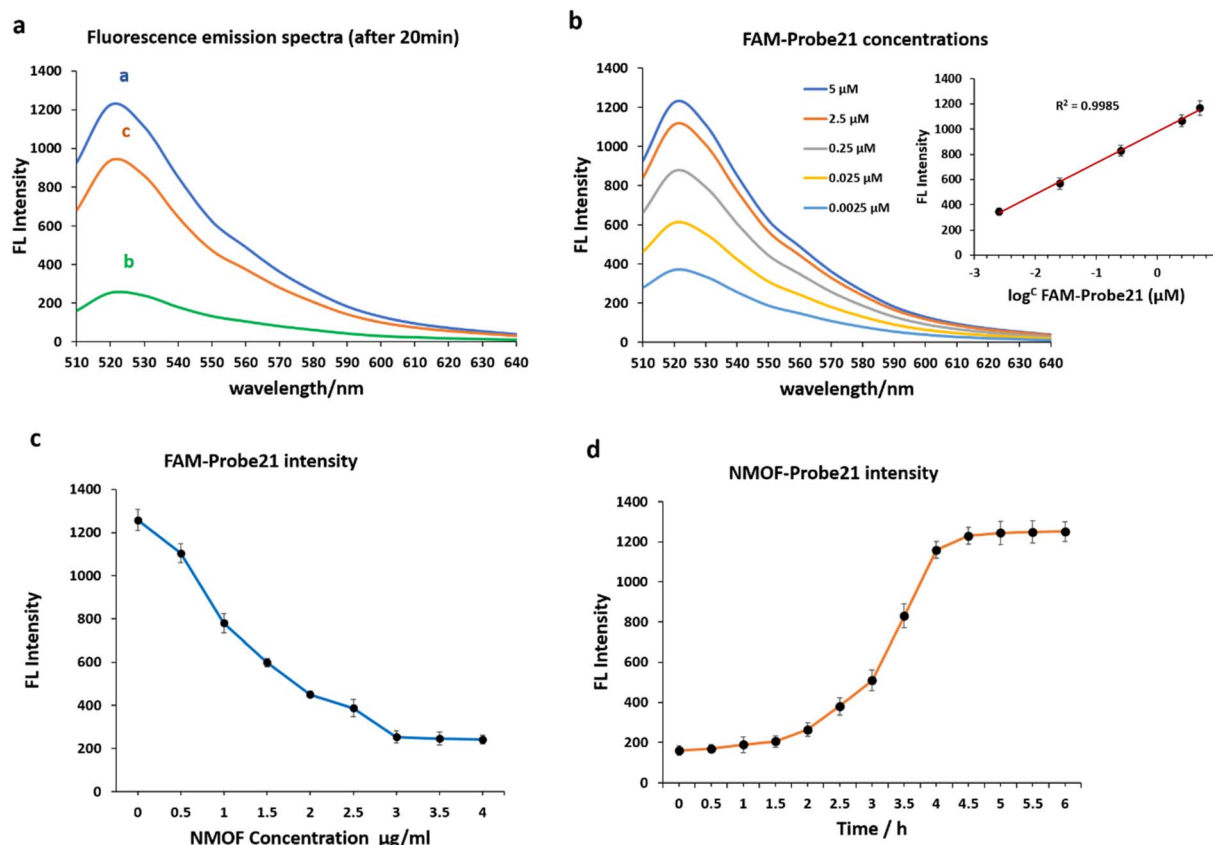 a
Fluorescence emission spectra (after 20min)
1400
1200
1000
800
600
400
200
0
FL Intensity
a
c
b
510 520 530 540 550 560 570 580 590 600 610 620 630 640
wavelength/nm
b
FAM-Probe21 concentrations
1400
1200
1000
800
600
400
200
0
FL Intensity
5 µM
2.5 µM
0.25 µM
0.025 µM
0.0025 µM
510 520 530 540 550 560 570 580 590 600 610 620 630 640
wavelength/nm
1400
1200
1000
800
600
400
200
0
FL Intensity
R² = 0.9985
-3 -2 -1 0
logᶜ FAM-Probe21 (µM)
c
FAM-Probe21 intensity
1400
1200
1000
800
600
400
200
0
FL Intensity
0 0.5 1 1.5 2 2.5 3 3.5 4
NMOF Concentration µg/ml
d
NMOF-Probe21 intensity
1400
1200
1000
800
600
400
200
0
FL Intensity
0 0.5 1 1.5 2 2.5 3 3.5 4 4.5 5 5.5 6
Time / h